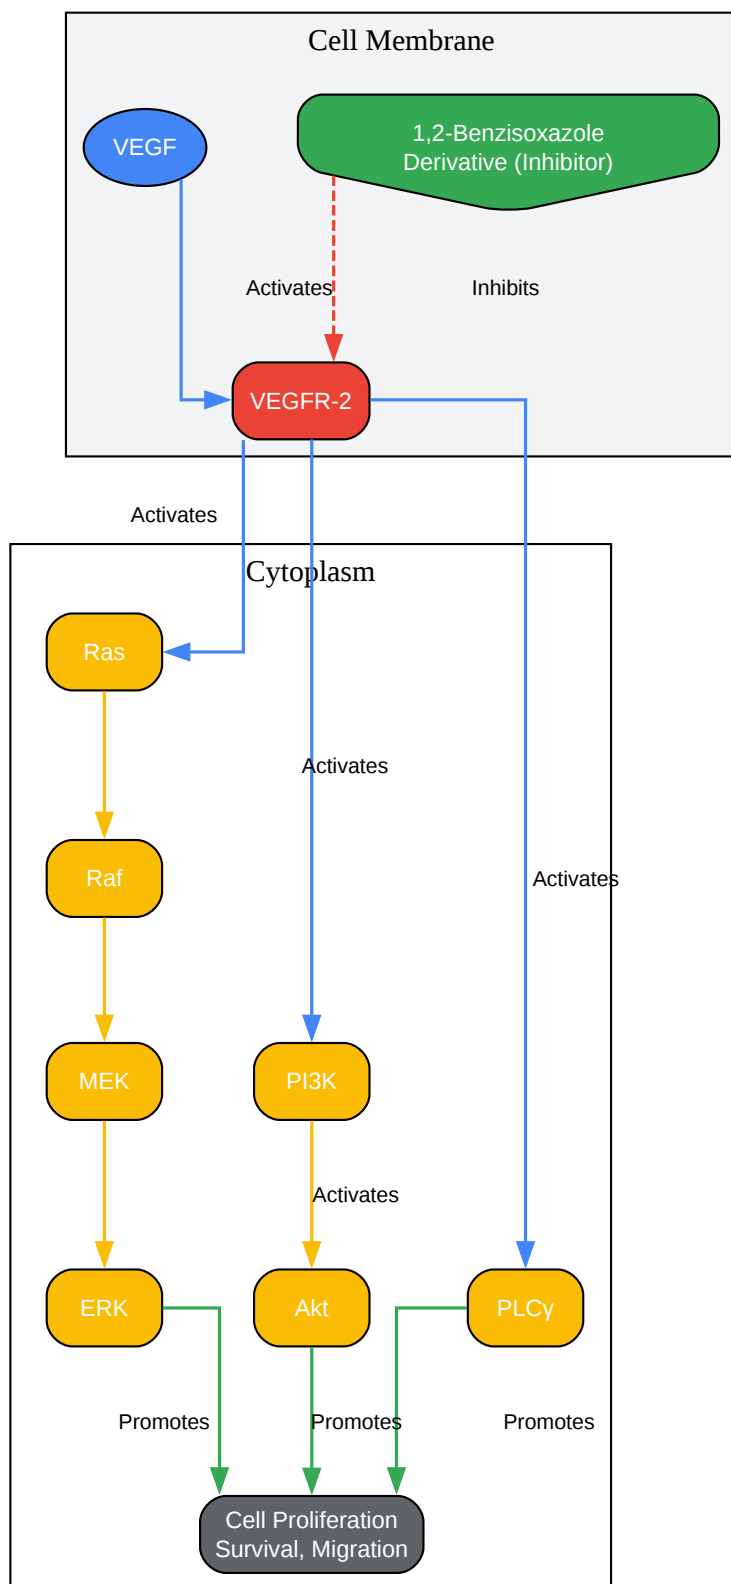 Cell Membrane
VEGF
1,2-Benzisoxazole
Derivative (Inhibitor)
Activates
Inhibits
VEGFR-2
Activates
Cytoplasm
Ras
Activates
Raf
Activates
MEK
PI3K
Activates
ERK
Akt
PLCγ
Promotes
Promotes
Promotes
Cell Proliferation
Survival, Migration